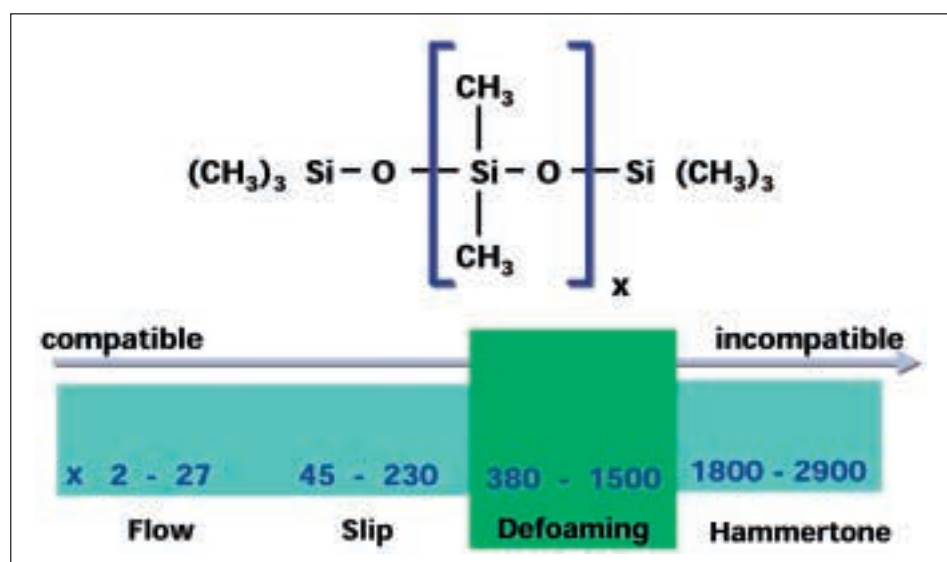 CH₃
(CH₃)₃ Si – O – Si – O – Si (CH₃)₃
CH₃
x
compatible incompatible
x 2 - 27 45 - 230 380 - 1500 1800 - 2900
Flow Slip Defoaming Hammertone